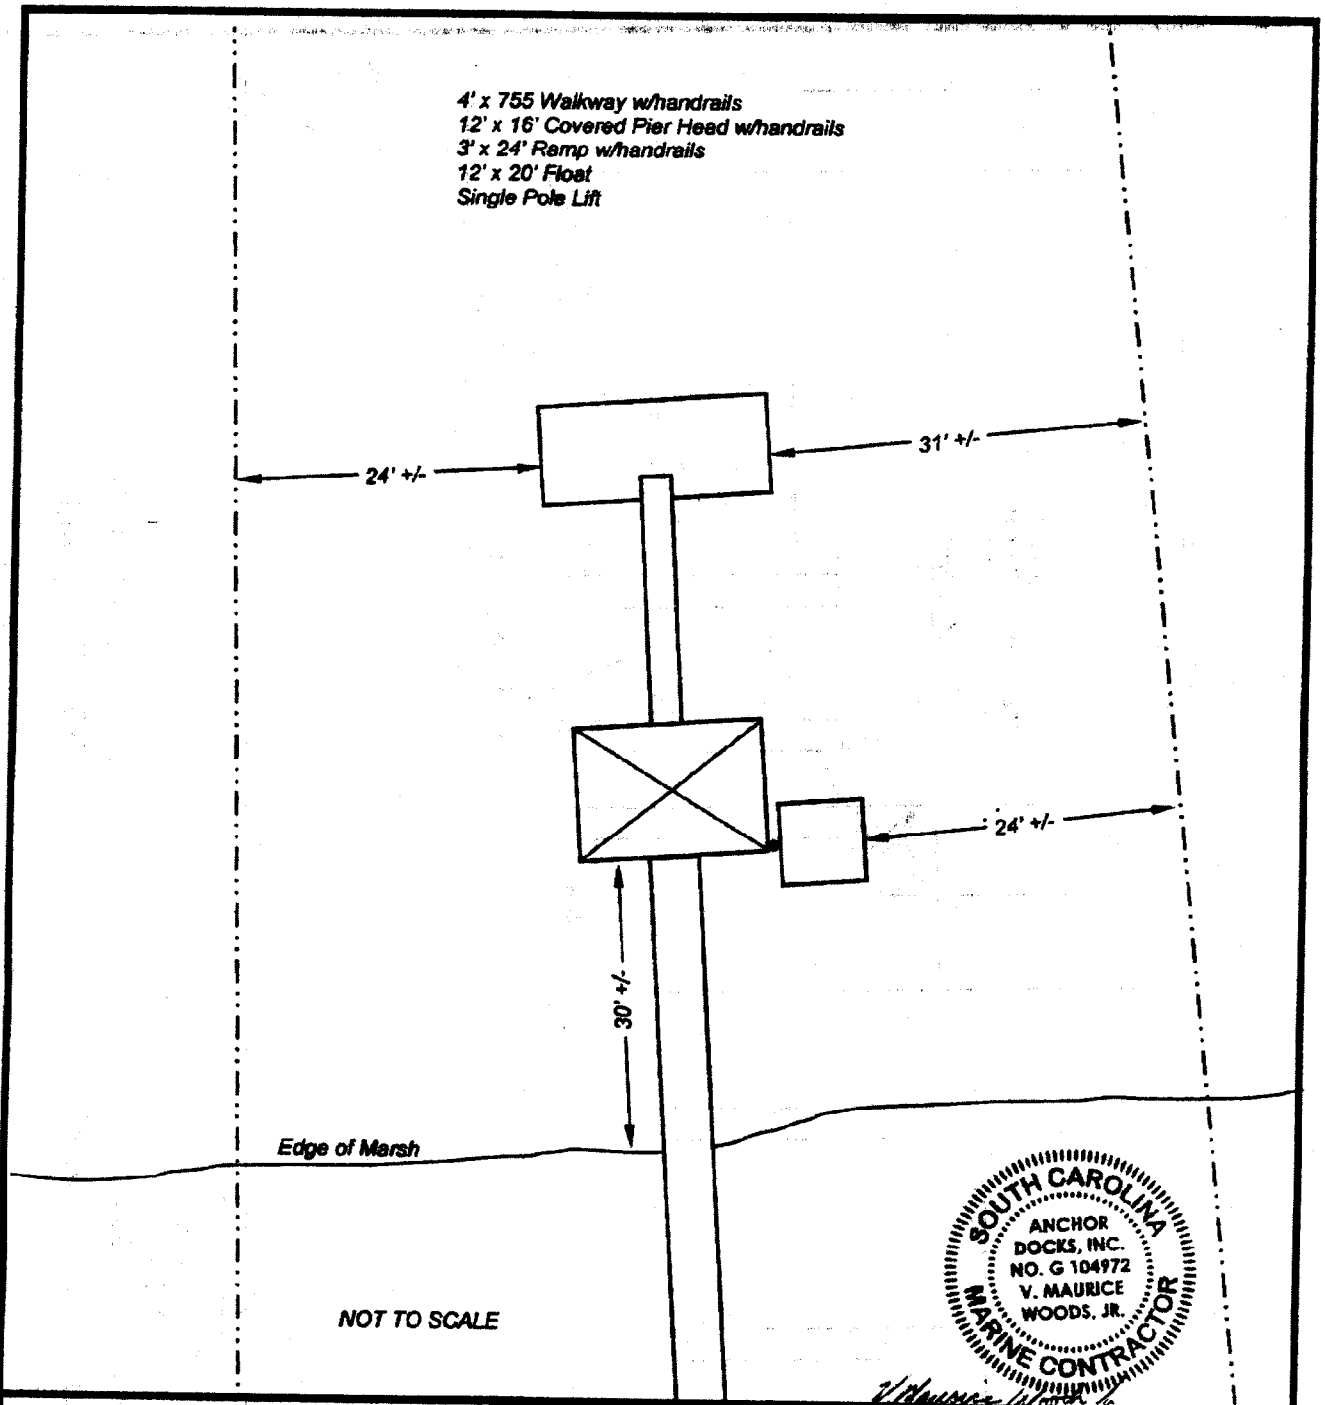 4' x 755 Walkway w/handrails
12' x 16' Covered Pier Head w/handrails
3' x 24' Ramp w/handrails
12' x 20' Float
Single Pole Lift
31' +/-
24' +/-
24' +/-
30' +/-
Edge of Marsh
SOUTH CAROLINA
ANCHOR
DOCKS, INC.
NO. G 104972
V. MAURICE
WOODS, JR.
MARINE CONTRACTOR
NOT TO SCALE
V. Maurice